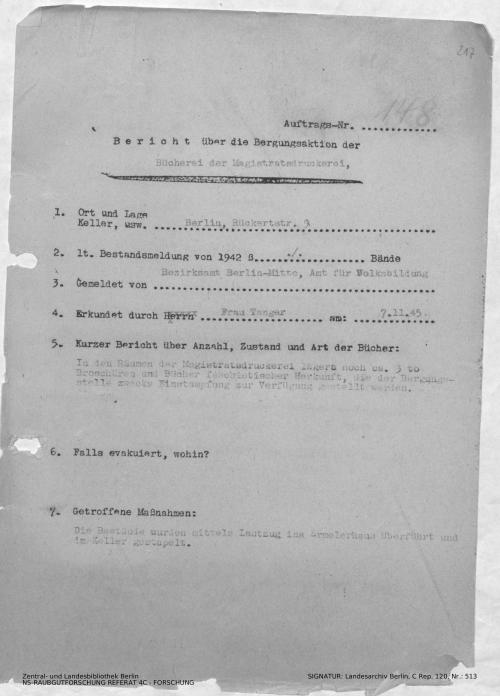 217
148
Auftrags-Nr. ............
Bericht über die Bergungsaktion der
Bücherei der Magistratsdruckerei,
1. Ort und Lage
Keller, usw. .... Berlin, Rückertstr. 9
2. lt. Bestandsmeldung von 1942 S...../............ Bände
Bezirksamt Berlin-Mitte, Amt für Volksbildung
3. Gemeldet von ............
4. Erkundet durch Herrn .... Frau Tanger .... am: .... 7.11.45.
5. Kurzer Bericht über Anzahl, Zustand und Art der Bücher:
In den Räumen der Magistratsdruckerei lagern noch ca. 3 to
Broschüren und Bücher faschistischer Herkunft, die der Bergungs-
stelle zwecks Einstampfung zur Verfügung gestellt werden.
6. Falls evakuiert, wohin?
7. Getroffene Maßnahmen:
Die Bestände wurden mittels Lastzug ins Ermelerhaus überführt und
im Keller gestapelt.
Zentral- und Landesbibliothek Berlin
NS-RAUBGUTFORSCHUNG REFERAT 4C - FORSCHUNG
SIGNATUR: Landesarchiv Berlin, C Rep. 120, Nr.: 513